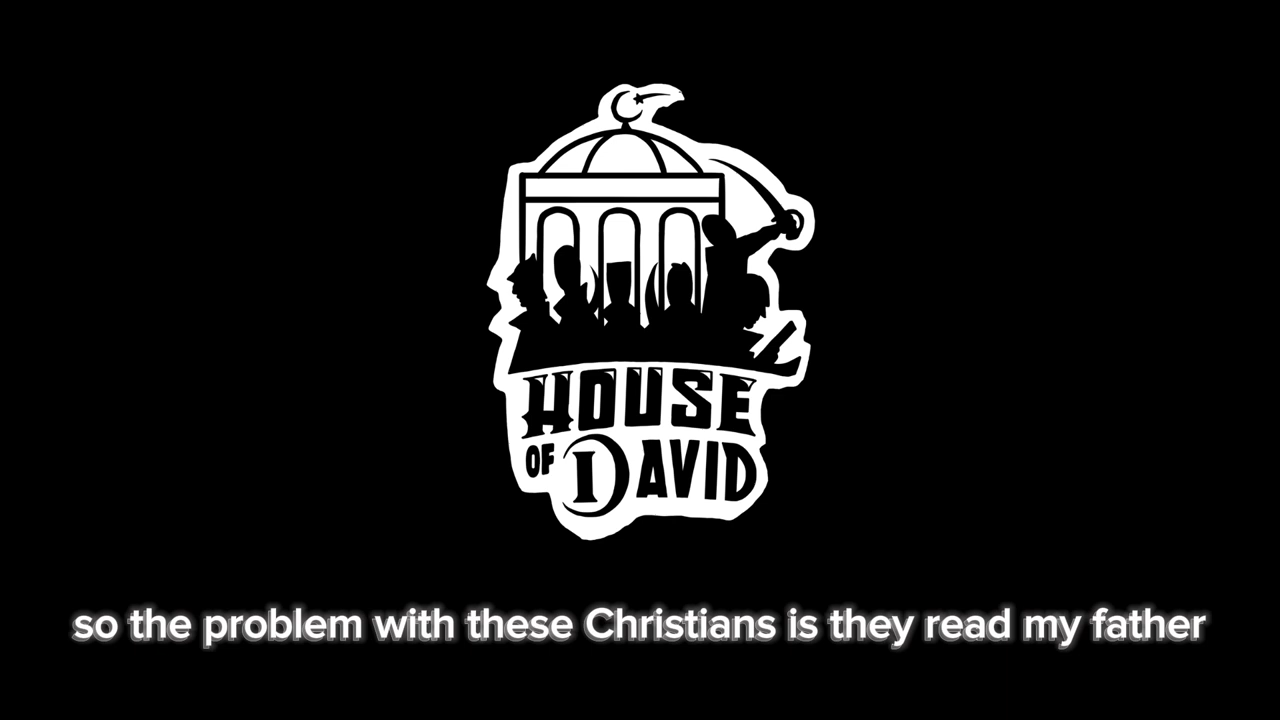 HOUSE
OF DAVID
so the problem with these Christians is they read my father